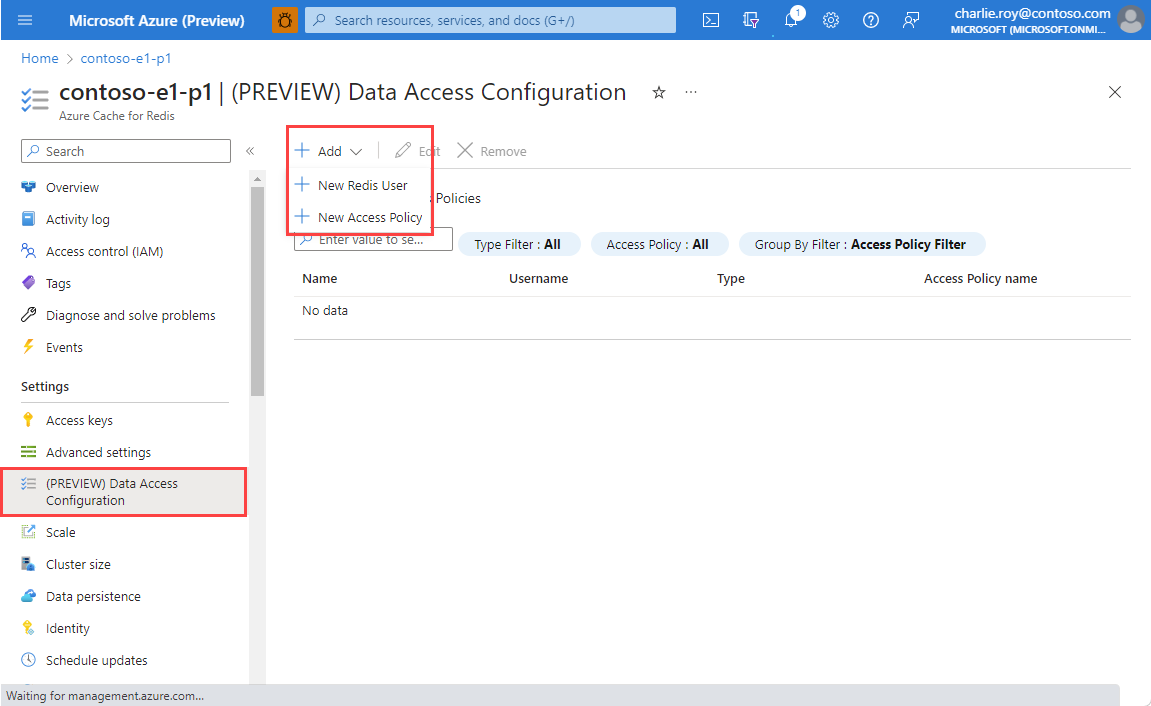 Microsoft Azure (Preview)
Search resources, services, and docs (G+/)
1
charlie.roy@contoso.com
MICROSOFT (MICROSOFT.ONMI...
Home > contoso-e1-p1
contoso-e1-p1 | (PREVIEW) Data Access Configuration
Azure Cache for Redis
Search
Overview
Activity log
Access control (IAM)
Tags
Diagnose and solve problems
Events
Settings
Access keys
Advanced settings
(PREVIEW) Data Access
Configuration
Scale
Cluster size
Data persistence
Identity
Schedule updates
Add Edit Remove
New Redis User
Policies
New Access Policy
Enter value to se... Type Filter : All Access Policy : All Group By Filter : Access Policy Filter
Name Username Type Access Policy name
No data
Waiting for management.azure.com...